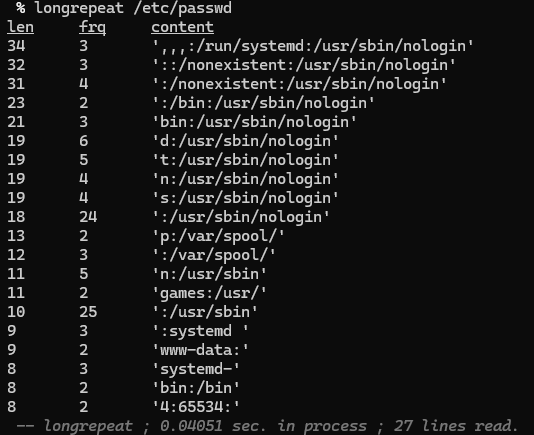 % longrepeat /etc/passwd
len frq content
34 3 ',,,:/run/systemd:/usr/sbin/nologin'
32 3 '::/nonexistent:/usr/sbin/nologin'
31 4 ':/nonexistent:/usr/sbin/nologin'
23 2 ':/bin:/usr/sbin/nologin'
21 3 'bin:/usr/sbin/nologin'
19 6 'd:/usr/sbin/nologin'
19 5 't:/usr/sbin/nologin'
19 4 'n:/usr/sbin/nologin'
19 4 's:/usr/sbin/nologin'
18 24 ':/usr/sbin/nologin'
13 2 'p:/var/spool/'
12 3 ':/var/spool/'
11 5 'n:/usr/sbin'
11 2 'games:/usr/'
10 25 ':/usr/sbin'
9 3 ':systemd '
9 2 'www-data:'
8 3 'systemd-'
8 2 'bin:/bin'
8 2 '4:65534:'
-- longrepeat ; 0.04051 sec. in process ; 27 lines read.